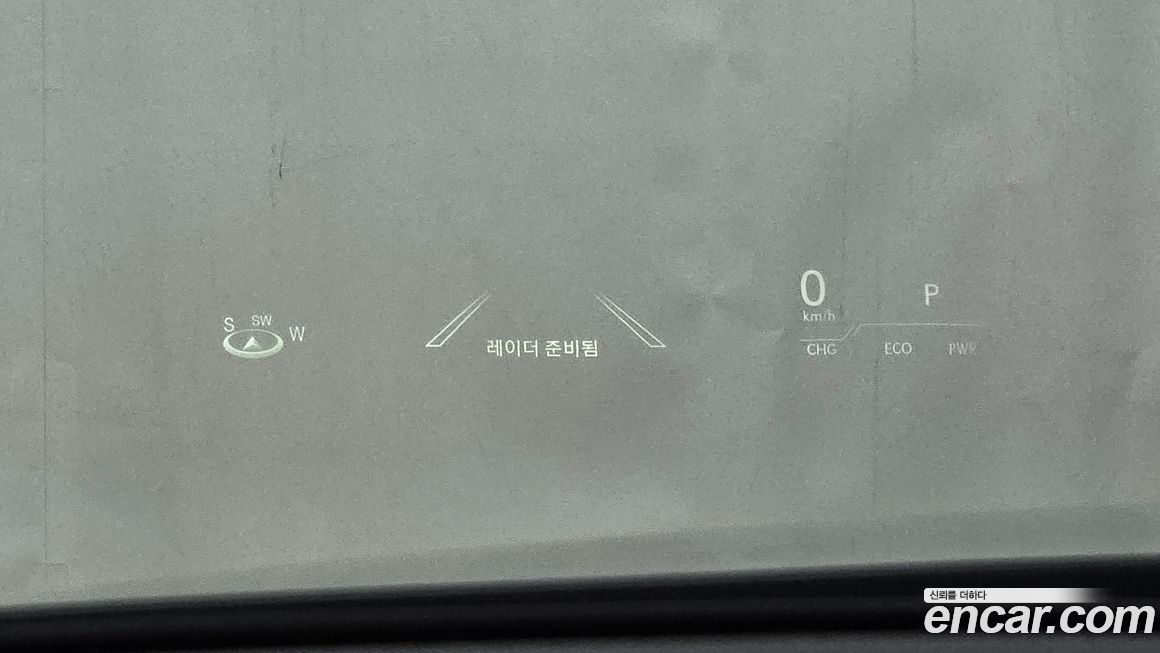 S SW W
레이더 준비됨
0 P
km/h
CHG ECO PWR
신뢰를 더하다
encar.com